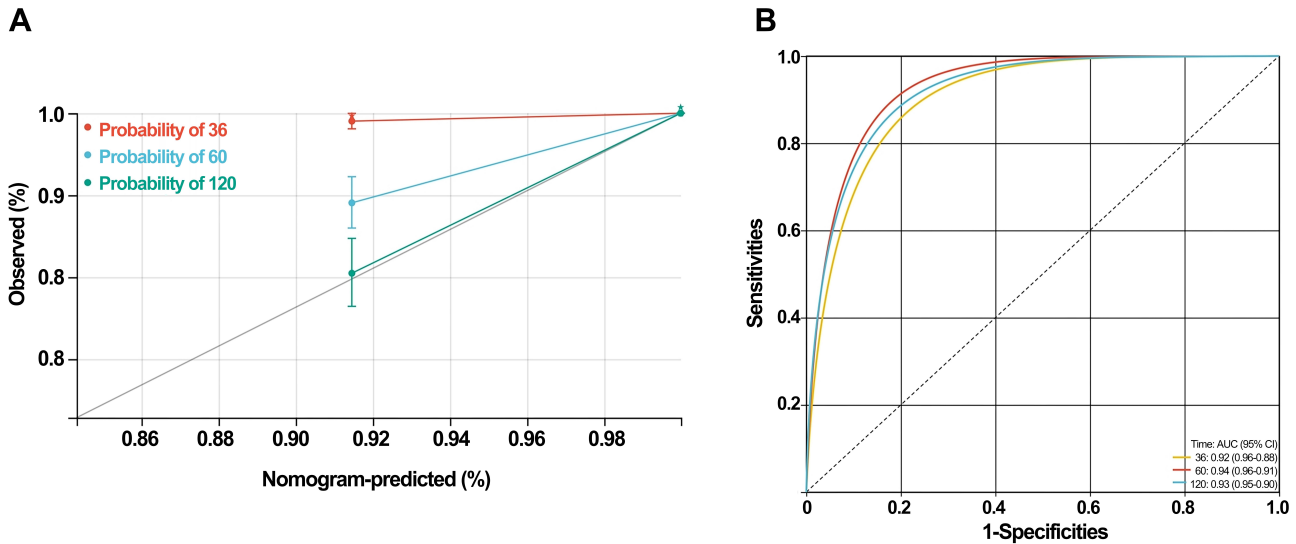 A
B
1.0
0.9
0.8
0.8
Observed (%)
Probability of 36
Probability of 60
Probability of 120
0.86
0.88
0.90
0.92
0.94
0.96
0.98
Nomogram-predicted (%)
1.0
0.8
0.6
0.4
0.2
Sensitivities
Time: AUC (95% CI)
36: 0.92 (0.96-0.88)
60: 0.94 (0.96-0.91)
120: 0.93 (0.95-0.90)
0
0.2
0.4
0.6
0.8
1.0
1-Specificities